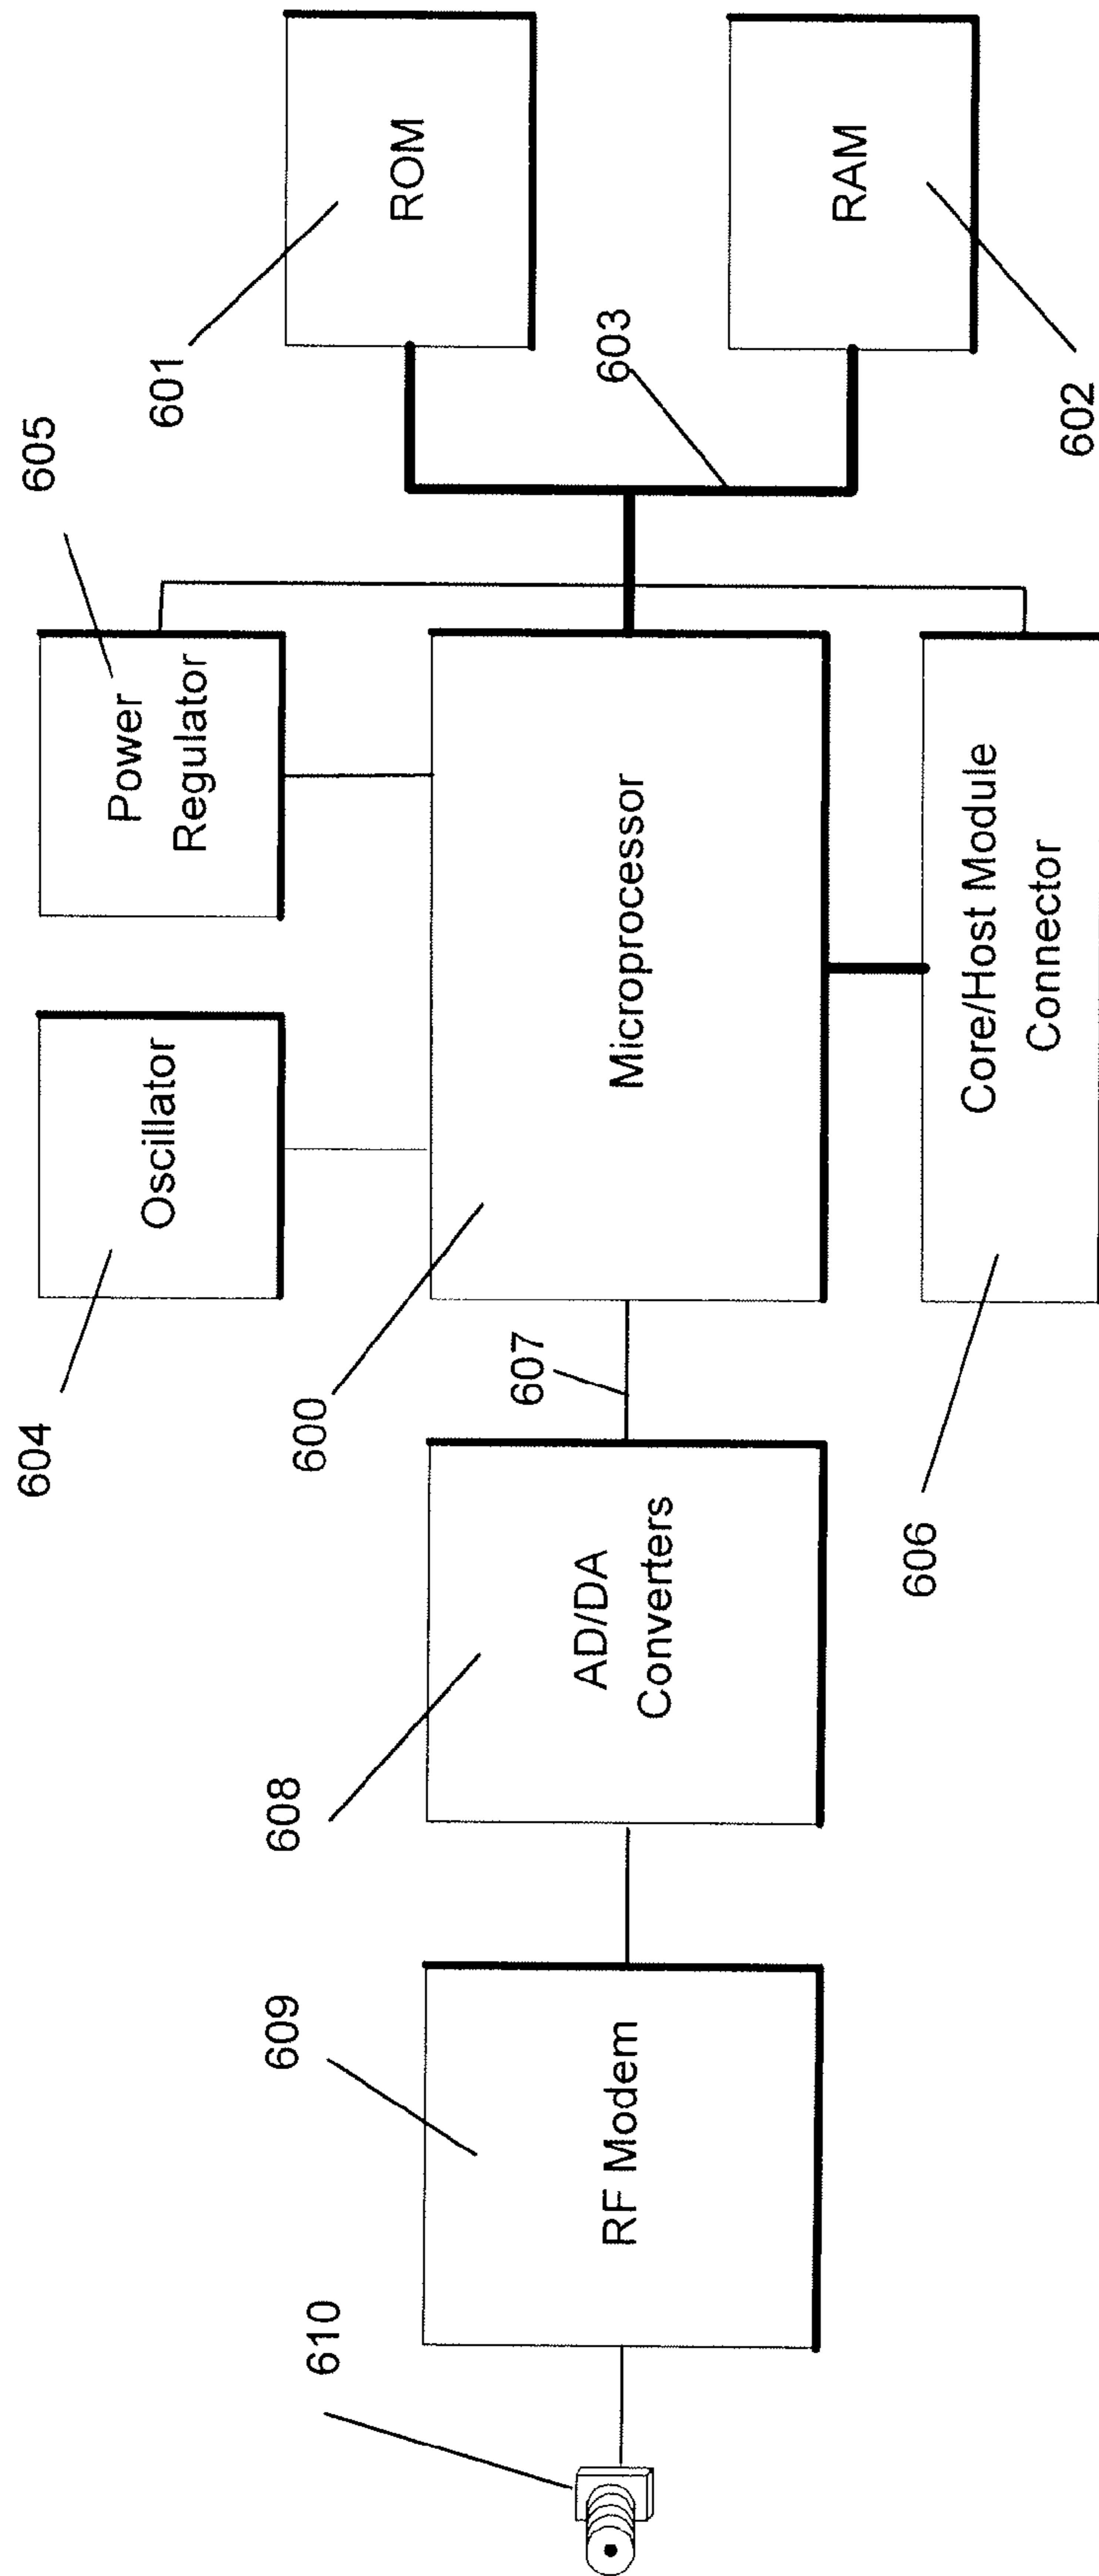 604
605
601
Oscillator
Power
Regulator
ROM
610
609
608
600
607
603
RF Modem
AD/DA
Converters
Microprocessor
RAM
606
Core/Host Module
Connector
602